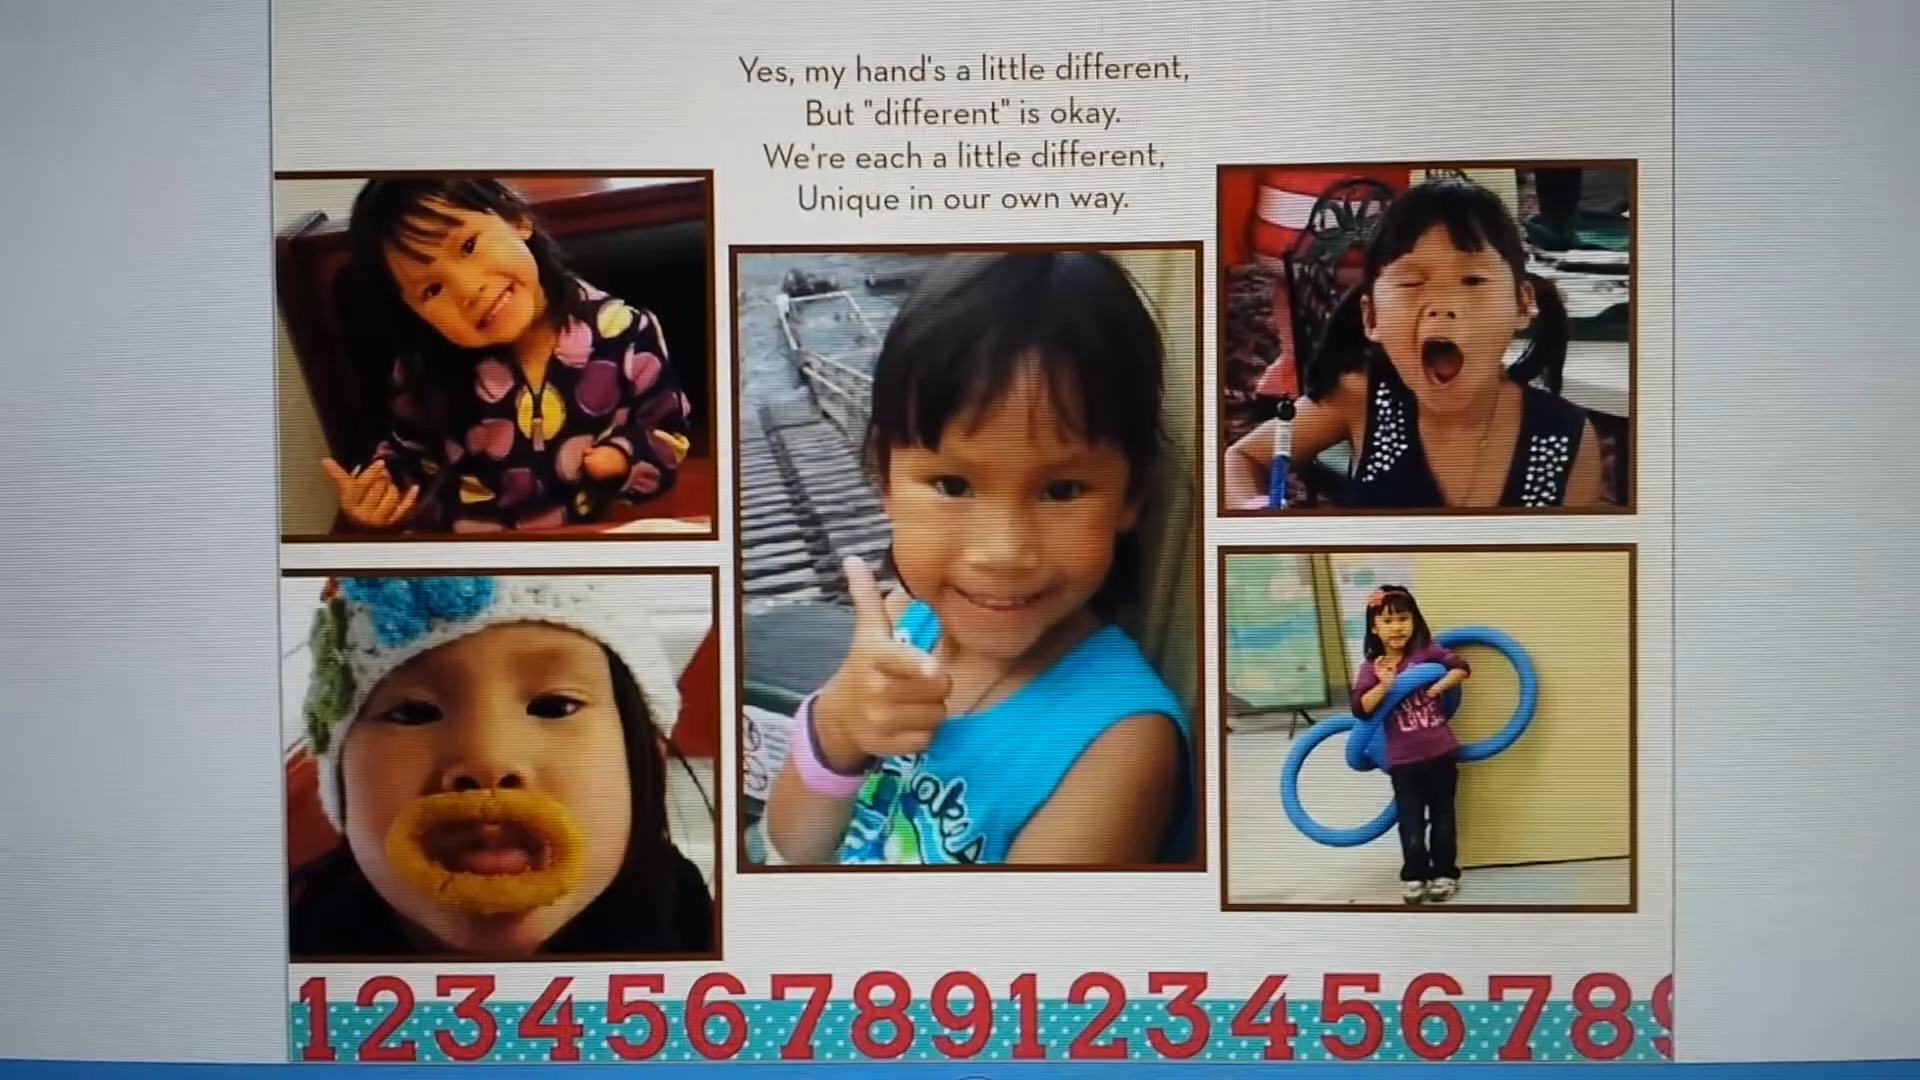 Yes, my hand's a little different,
But "different" is okay.
We're each a little different,
Unique in our own way.
LOVE
123456789123456789